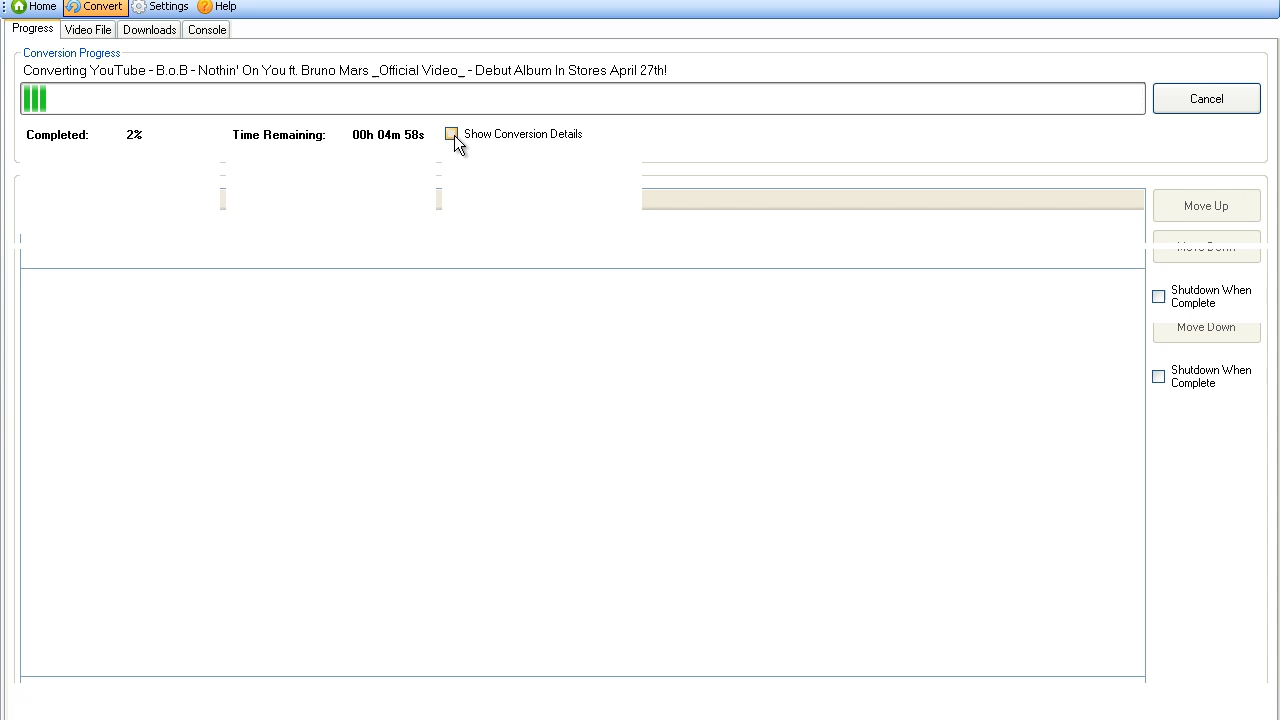 Home Convert Settings Help
Progress Video File Downloads Console
Conversion Progress
Converting YouTube - B.o.B - Nothin' On You ft. Bruno Mars _Official Video_ - Debut Album In Stores April 27th!
Cancel
Completed: 2% Time Remaining: 00h 04m 58s Show Conversion Details
Move Up
Move Down
Shutdown When
Complete
Move Down
Shutdown When
Complete